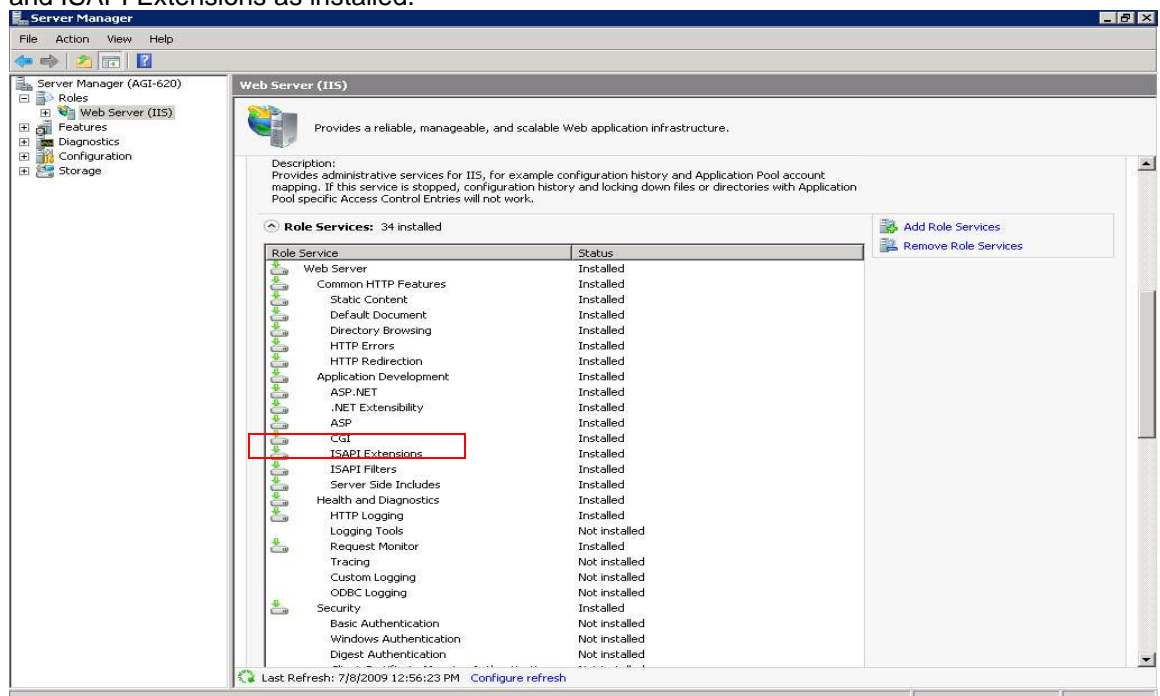 and ISAPI Extensions as installed.
Server Manager
File Action View Help
Server Manager (AGI-620)
Roles
Web Server (IIS)
Features
Diagnostics
Configuration
Storage
Web Server (IIS)
Provides a reliable, manageable, and scalable Web application infrastructure.
Description:
Provides administrative services for IIS, for example configuration history and Application Pool account
mapping. If this service is stopped, configuration history and locking down files or directories with Application
Pool specific Access Control Entries will not work.
Role Services: 34 installed
Add Role Services
Remove Role Services
Role Service Status
Web Server Installed
Common HTTP Features Installed
Static Content Installed
Default Document Installed
Directory Browsing Installed
HTTP Errors Installed
HTTP Redirection Installed
Application Development Installed
ASP.NET Installed
.NET Extensibility Installed
ASP Installed
CGI Installed
ISAPI Extensions Installed
ISAPI Filters Installed
Server Side Includes Installed
Health and Diagnostics Installed
HTTP Logging Installed
Logging Tools Not installed
Request Monitor Installed
Tracing Not installed
Custom Logging Not installed
ODBC Logging Not installed
Security Installed
Basic Authentication Not installed
Windows Authentication Not installed
Digest Authentication Not installed
Last Refresh: 7/8/2009 12:56:23 PM Configure refresh